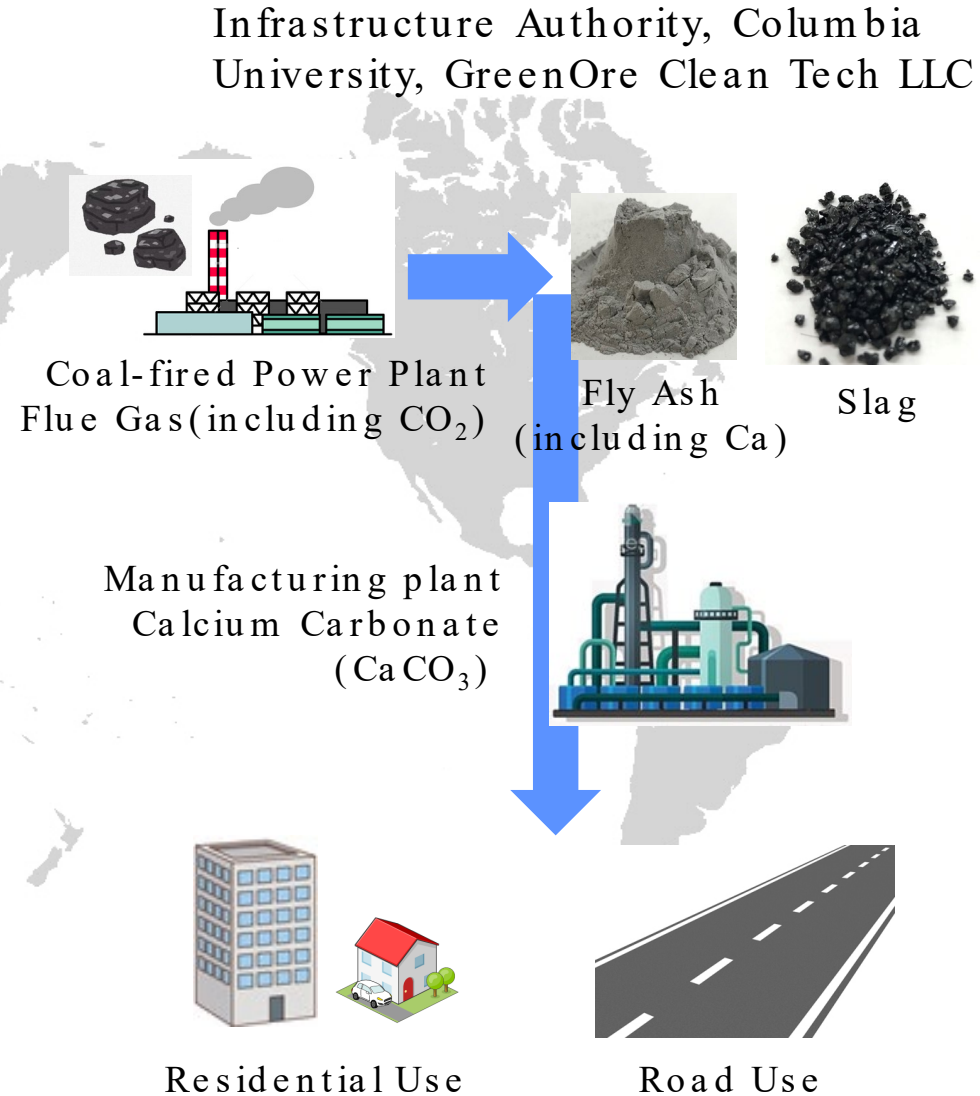 Infrastructure Authority, Columbia
University, GreenOre Clean Tech LLC
Coal-fired Power Plant
Flue Gas(including CO₂)
Fly Ash
(including Ca)
Slag
Manufacturing plant
Calcium Carbonate
(CaCO₃)
Residential Use
Road Use